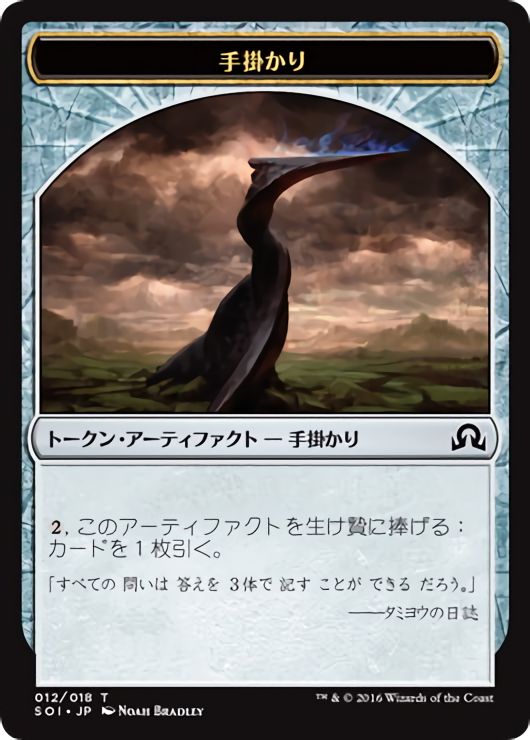 手掛かり
トークン・アーティファクト — 手掛かり
2, このアーティファクトを生け贄に捧げる:
カードを1枚引く。
「すべての 問いは 答えを 3体で 記す ことが できる だろう。」
——タミヨウの日誌
012/018 T
SOI・JP NOAH BRADLEY
™ & © 2016 Wizards of the Coast